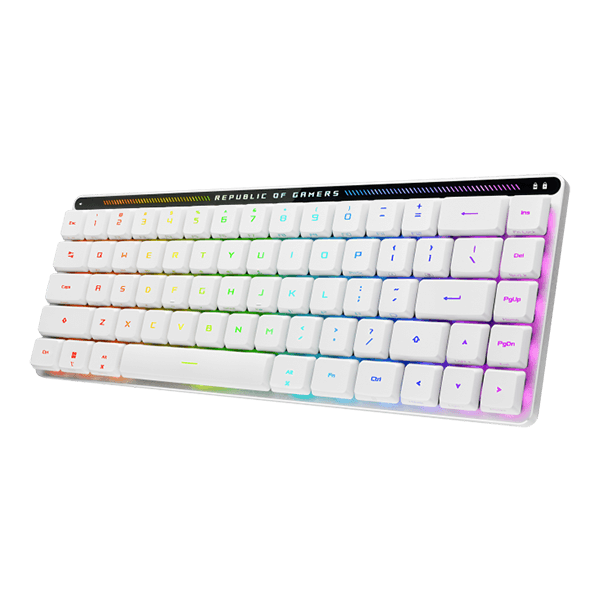 REPUBLIC OF GAMERS
Esc 1 2 3 4 5 6 7 8 9 0 - = ← Ins
Q W E R T Y U I O P [ ] \ Del
Caps A S D F G H J K L ; ' PgUp
Z X C V B N M , . / PgDn
Ctrl Alt Alt Fn Ctrl